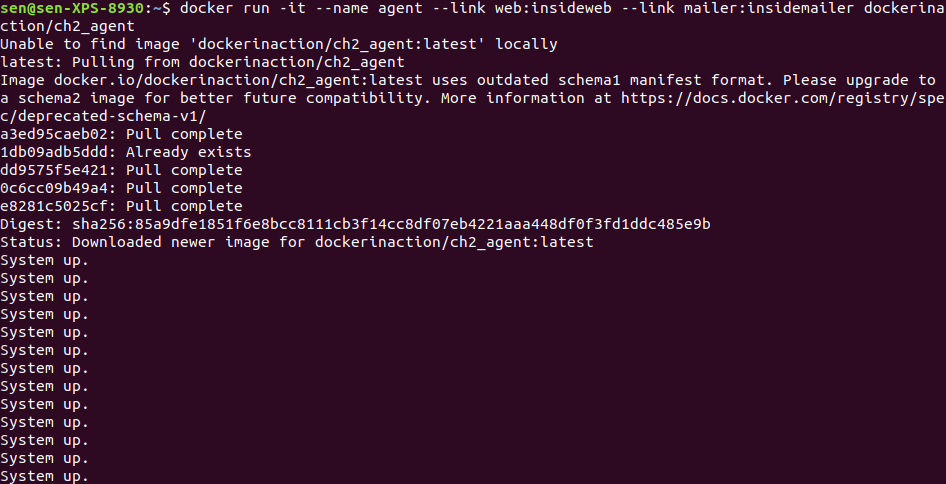 sen@sen-XPS-8930:~$ docker run -it --name agent --link web:insideweb --link mailer:insidemailer dockerina
ction/ch2_agent
Unable to find image 'dockerinaction/ch2_agent:latest' locally
latest: Pulling from dockerinaction/ch2_agent
Image docker.io/dockerinaction/ch2_agent:latest uses outdated schema1 manifest format. Please upgrade to
a schema2 image for better future compatibility. More information at https://docs.docker.com/registry/spe
c/deprecated-schema-v1/
a3ed95caeb02: Pull complete
1db09adb5ddd: Already exists
dd9575f5e421: Pull complete
0c6cc09b49a4: Pull complete
e8281c5025cf: Pull complete
Digest: sha256:85a9dfe1851f6e8bcc8111cb3f14cc8df07eb4221aaa448df0f3fd1ddc485e9b
Status: Downloaded newer image for dockerinaction/ch2_agent:latest
System up.
System up.
System up.
System up.
System up.
System up.
System up.
System up.
System up.
System up.
System up.
System up.
System up.